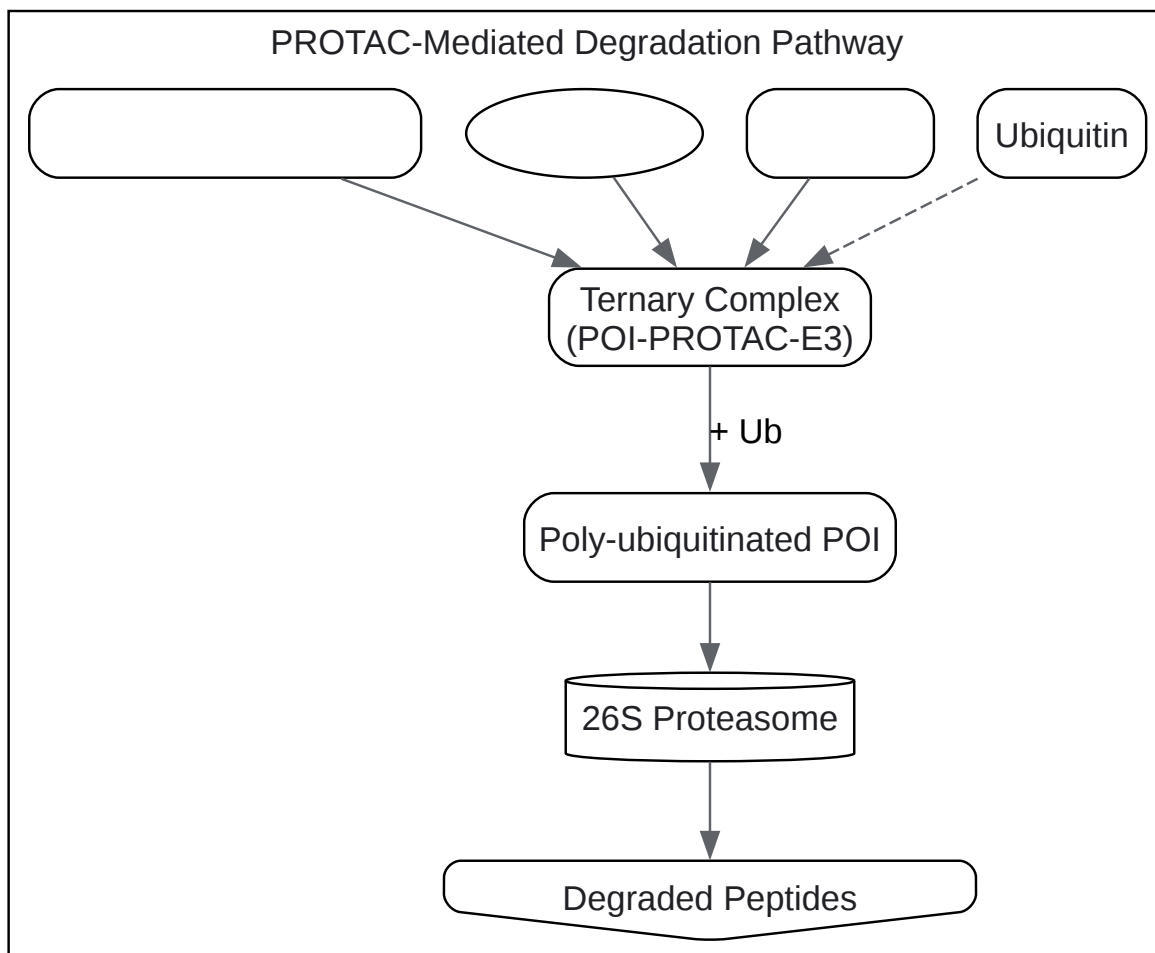 PROTAC-Mediated Degradation Pathway
Ubiquitin
Ternary Complex
(POI-PROTAC-E3)
+ Ub
Poly-ubiquitinated POI
26S Proteasome
Degraded Peptides